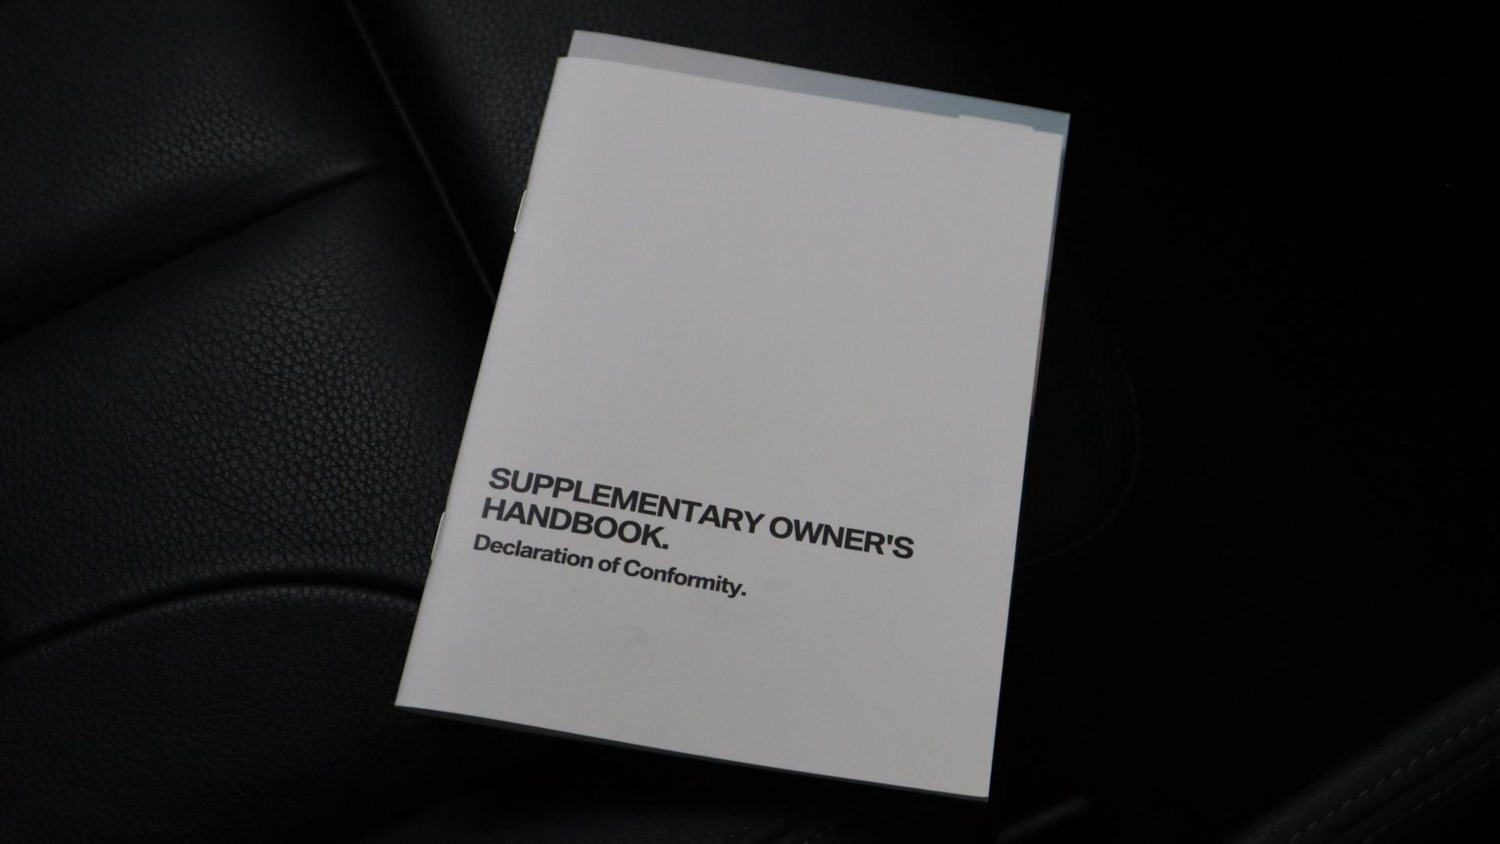 SUPPLEMENTARY OWNER'S
HANDBOOK.
Declaration of Conformity.